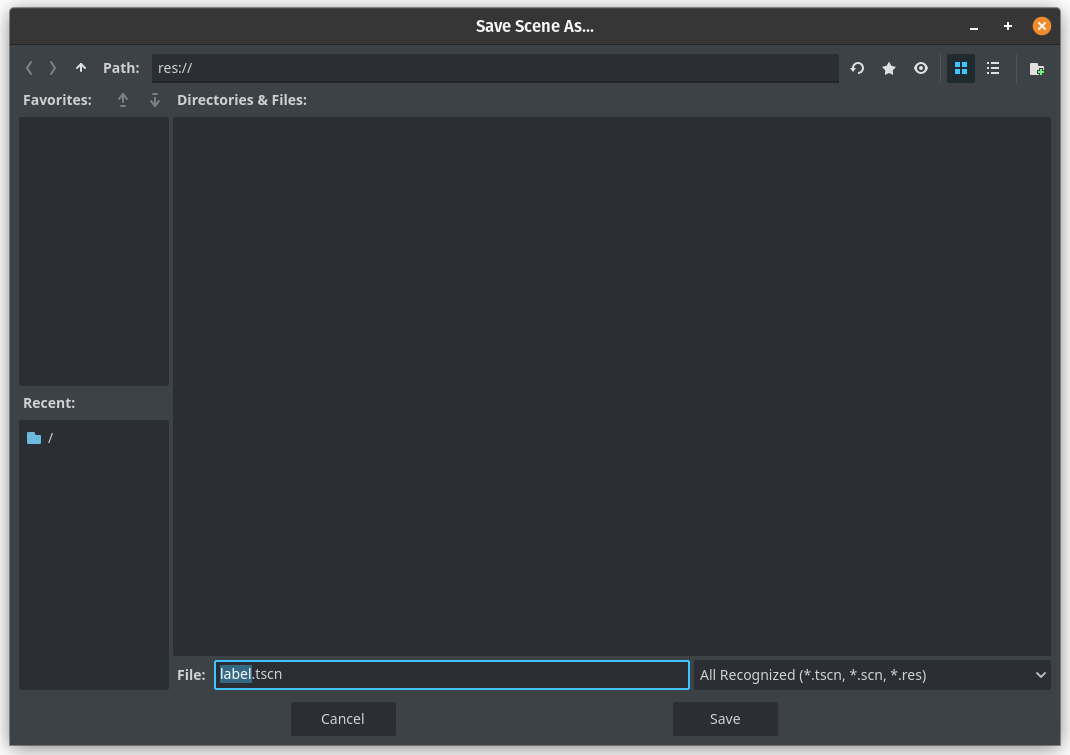 Save Scene As...
Path: res://
Favorites: Directories & Files:
Recent:
/
File: label.tscn All Recognized (*.tscn, *.scn, *.res)
Cancel Save